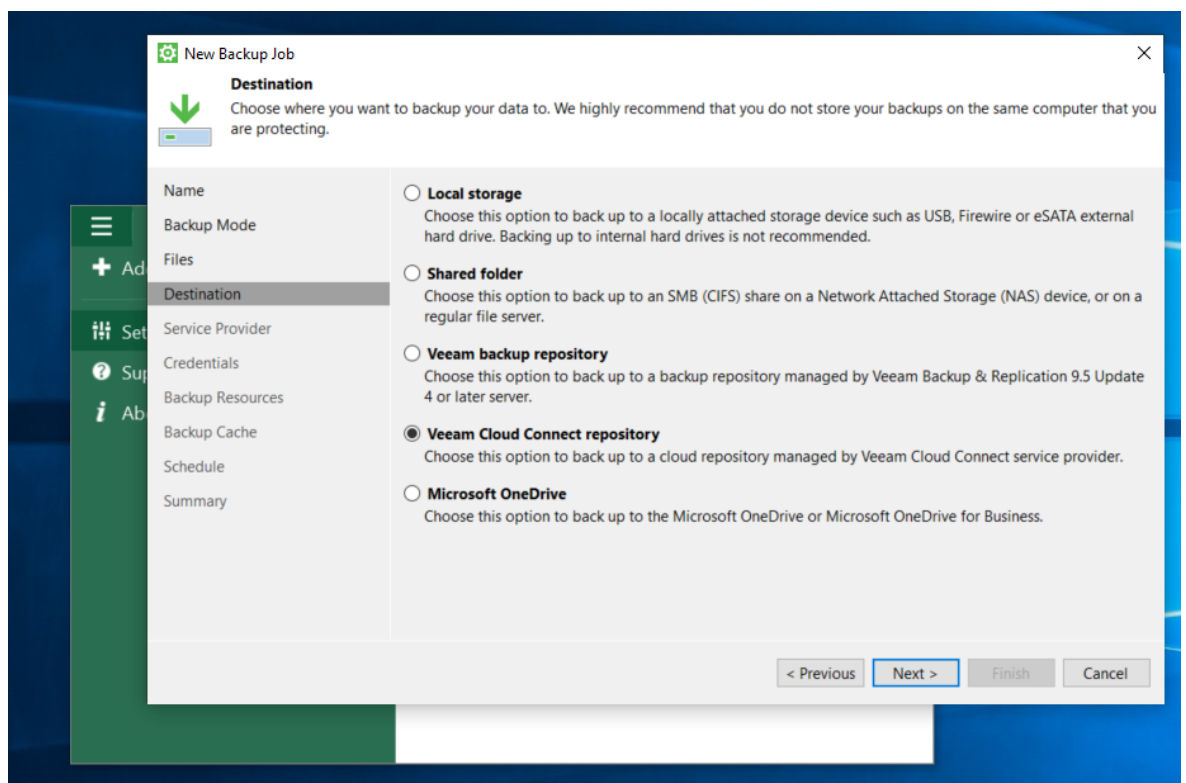 New Backup Job
Destination
Choose where you want to backup your data to. We highly recommend that you do not store your backups on the same computer that you
are protecting.
Name
Backup Mode
Files
Destination
Service Provider
Credentials
Backup Resources
Backup Cache
Schedule
Summary
Local storage
Choose this option to back up to a locally attached storage device such as USB, Firewire or eSATA external
hard drive. Backing up to internal hard drives is not recommended.
Shared folder
Choose this option to back up to an SMB (CIFS) share on a Network Attached Storage (NAS) device, or on a
regular file server.
Veeam backup repository
Choose this option to back up to a backup repository managed by Veeam Backup & Replication 9.5 Update
4 or later server.
Veeam Cloud Connect repository
Choose this option to back up to a cloud repository managed by Veeam Cloud Connect service provider.
Microsoft OneDrive
Choose this option to back up to the Microsoft OneDrive or Microsoft OneDrive for Business.
< Previous
Next >
Finish
Cancel